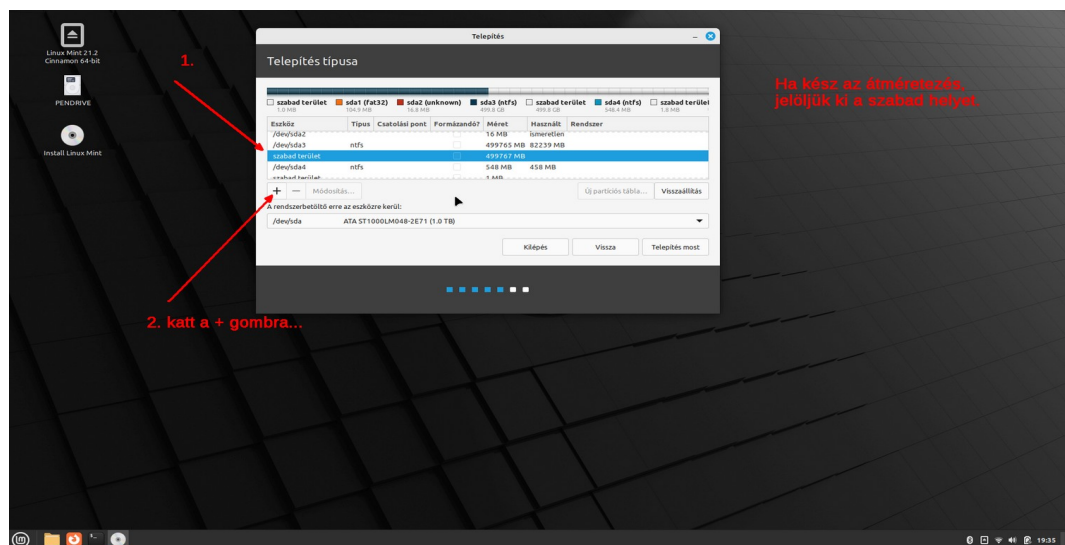 Linux Mint 21.2
Cinnamon 64-bit
PENDRIVE
Install Linux Mint
1.
Telepítés
Telepítés típusa
szabad terület
1.0 MB
sda1 (fat32)
104.9 MB
sda2 (unknown)
16.8 MB
sda3 (ntfs)
499.8 GB
szabad terület
499.8 GB
sda4 (ntfs)
548.4 MB
szabad terület
1.0 MB
Eszköz Típus Csatolási pont Formázandó? Méret Használt Rendszer
/dev/sda2 16 MB ismeretlen
/dev/sda3 ntfs 499765 MB 82239 MB
szabad terület 499767 MB
/dev/sda4 ntfs 548 MB 458 MB
szabad terület 1 MB
+ − Módosítás... Új partíciós tábla... Visszaállítás
A rendszerbetöltő erre az eszközre kerül:
/dev/sda ATA ST1000LM048-2E71 (1.0 TB)
Kilépés Vissza Telepítés most
Ha kész az átméretezés,
jelöljük ki a szabad helyet.
2. katt a + gombra...
19:35